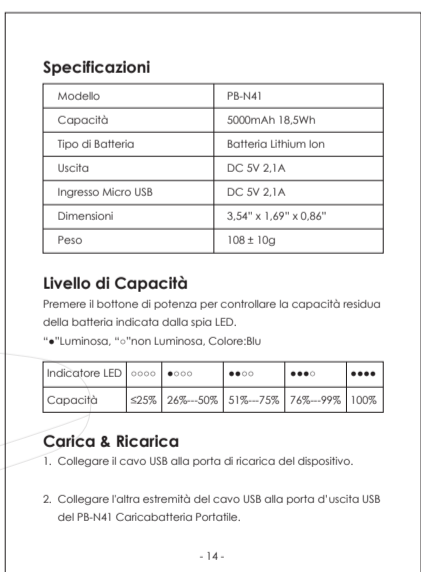 Specificazioni
Modello PB-N41
Capacità 5000mAh 18,5Wh
Tipo di Batteria Batteria Lithium Ion
Uscita DC 5V 2,1A
Ingresso Micro USB DC 5V 2,1A
Dimensioni 3,54" x 1,69" x 0,86"
Peso 108 ± 10g
Livello di Capacità
Premere il bottone di potenza per controllare la capacità residua
della batteria indicata dalla spia LED.
“●”Luminosa, “○”non Luminosa, Colore:Blu
Indicatore LED ○○○○ ●○○○ ●●○○ ●●●○ ●●●●
Capacità ≤25% 26%---50% 51%---75% 76%---99% 100%
Carica & Ricarica
1. Collegare il cavo USB alla porta di ricarica del dispositivo.
2. Collegare l'altra estremità del cavo USB alla porta d’uscita USB
del PB-N41 Caricabatteria Portatile.
- 14 -